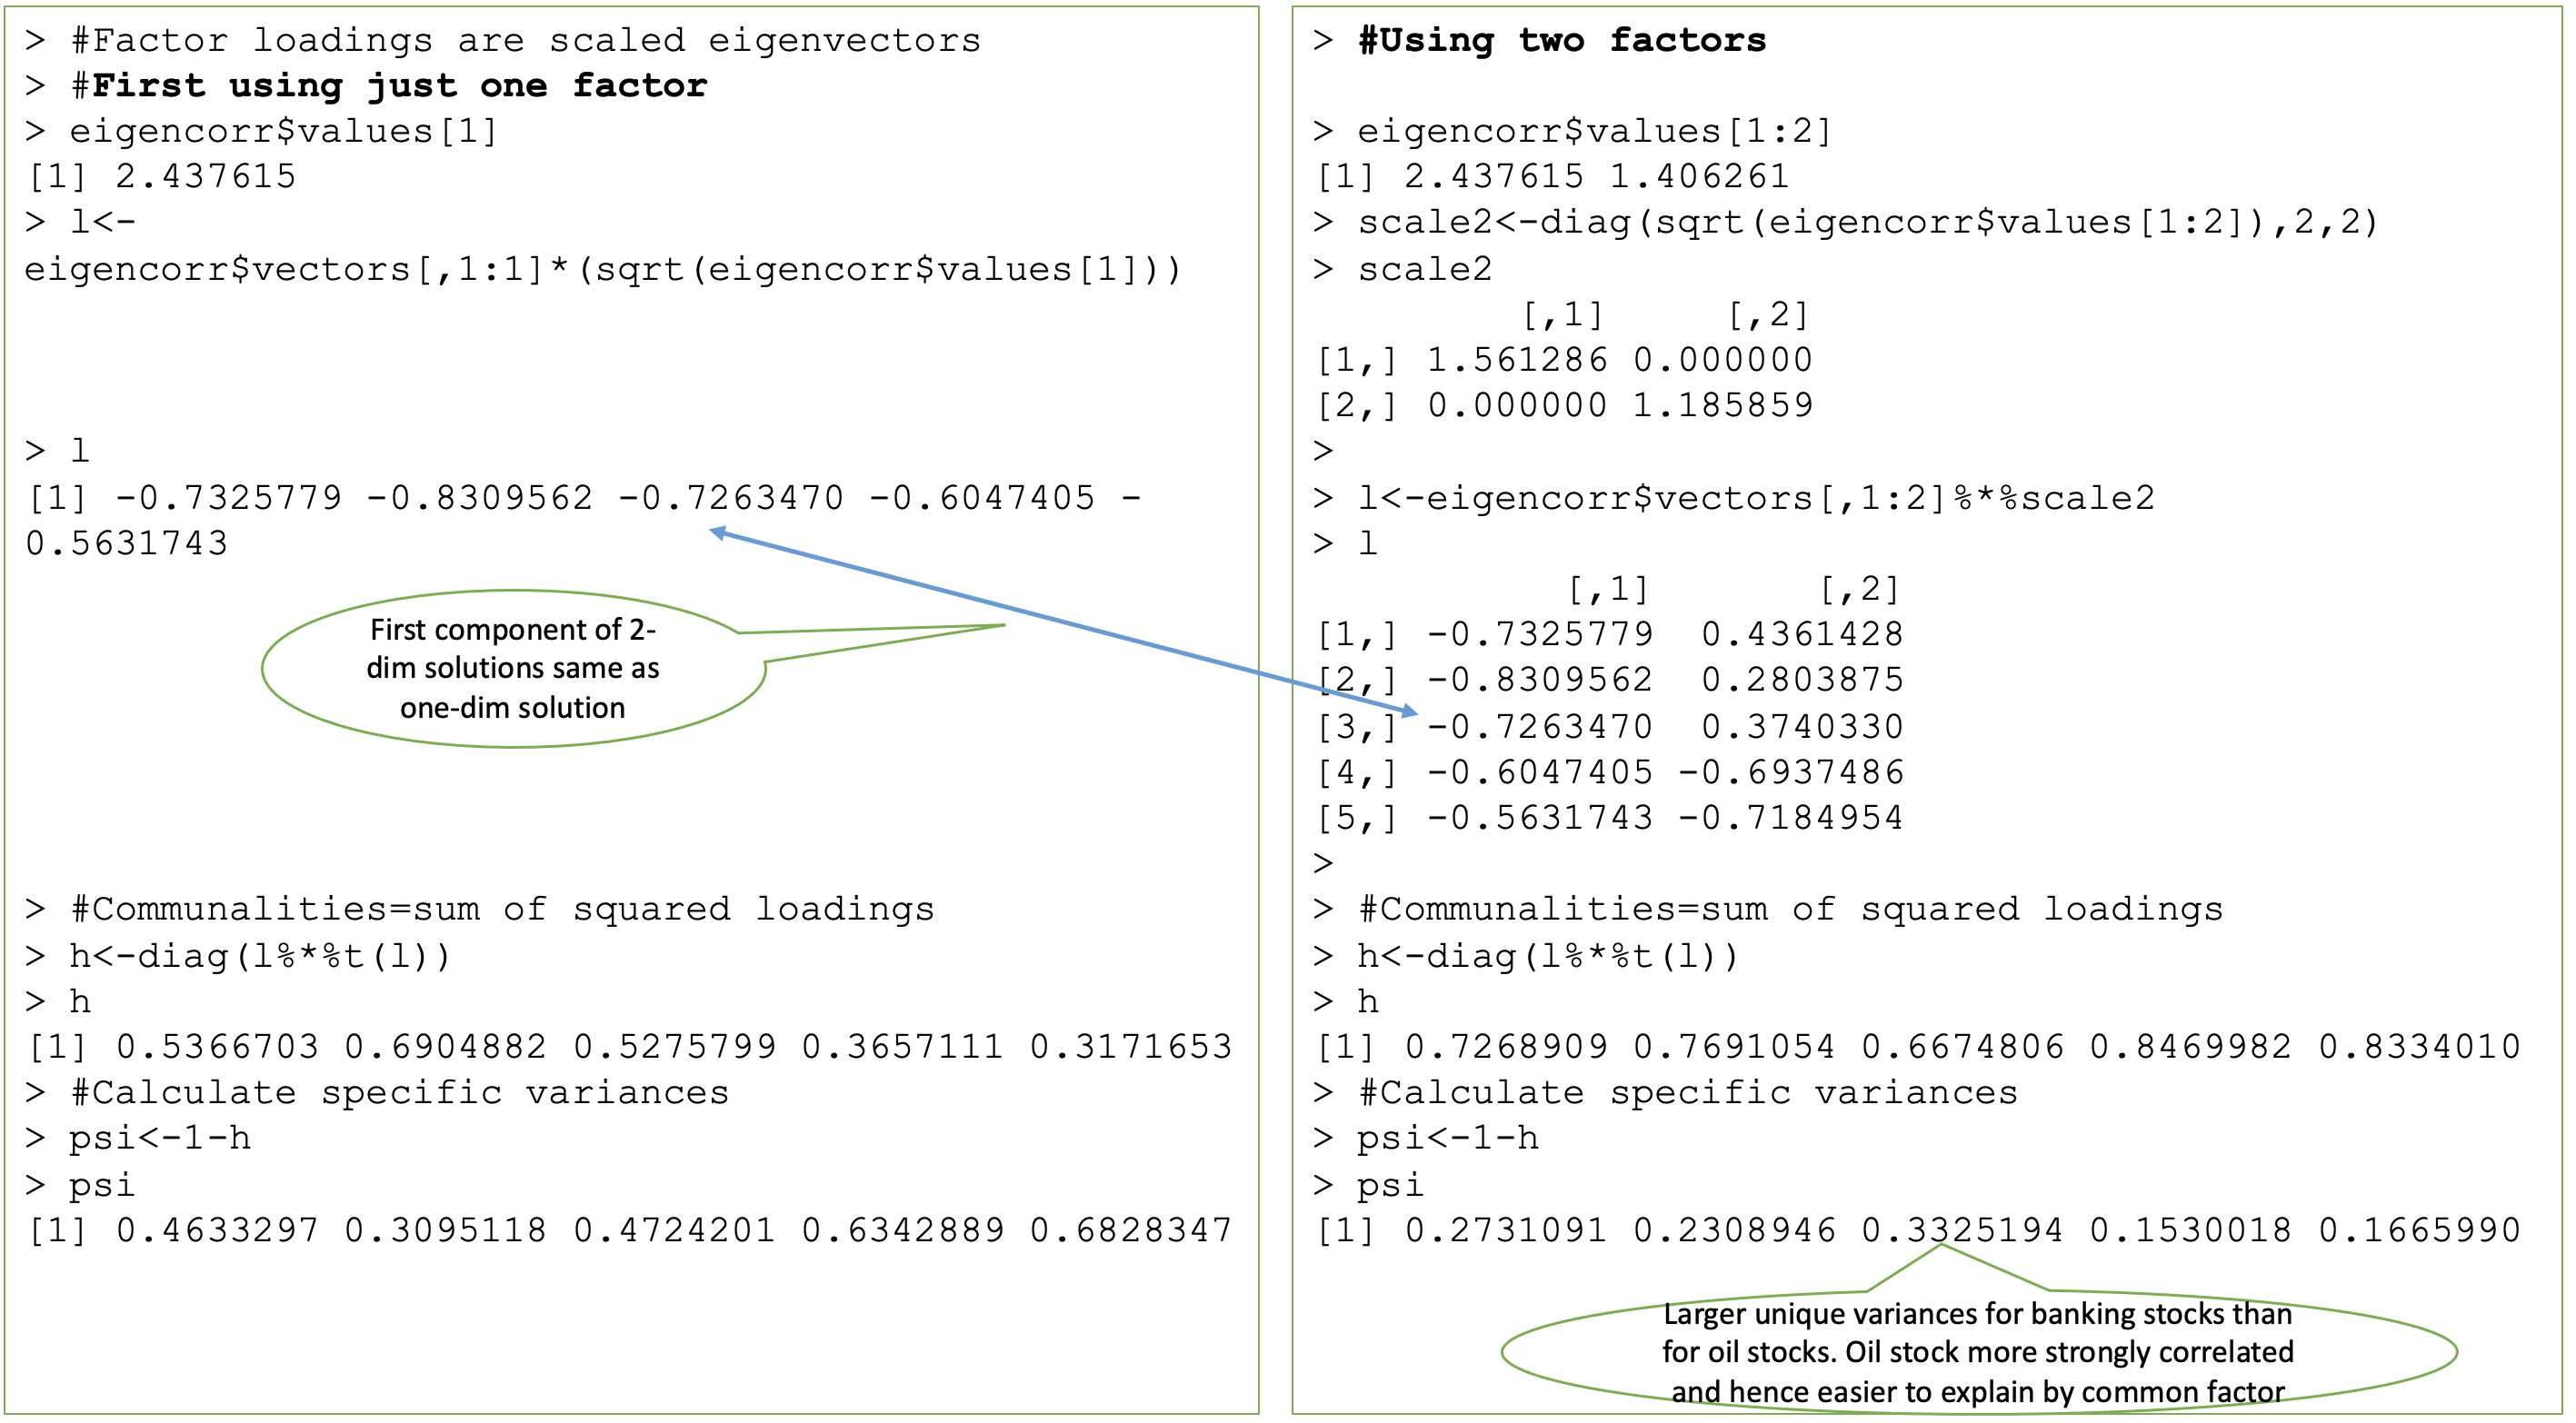 > #Factor loadings are scaled eigenvectors
> #First using just one factor
> eigencorr$values[1]
[1] 2.437615
> l<-
eigencorr$vectors[,1:1]*(sqrt(eigencorr$values[1]))
> l
[1] -0.7325779 -0.8309562 -0.7263470 -0.6047405 -
0.5631743
First component of 2-
dim solutions same as
one-dim solution
> #Communalities=sum of squared loadings
> h<-diag(l%*%t(l))
> h
[1] 0.5366703 0.6904882 0.5275799 0.3657111 0.3171653
> #Calculate specific variances
> psi<-1-h
> psi
[1] 0.4633297 0.3095118 0.4724201 0.6342889 0.6828347
> #Using two factors
> eigencorr$values[1:2]
[1] 2.437615 1.406261
> scale2<-diag(sqrt(eigencorr$values[1:2]),2,2)
> scale2
[,1] [,2]
[1,] 1.561286 0.000000
[2,] 0.000000 1.185859
>
> l<-eigencorr$vectors[,1:2]%*%scale2
> l
[,1] [,2]
[1,] -0.7325779 0.4361428
[2,] -0.8309562 0.2803875
[3,] -0.7263470 0.3740330
[4,] -0.6047405 -0.6937486
[5,] -0.5631743 -0.7184954
>
> #Communalities=sum of squared loadings
> h<-diag(l%*%t(l))
> h
[1] 0.7268909 0.7691054 0.6674806 0.8469982 0.8334010
> #Calculate specific variances
> psi<-1-h
> psi
[1] 0.2731091 0.2308946 0.3325194 0.1530018 0.1665990
Larger unique variances for banking stocks than
for oil stocks. Oil stock more strongly correlated
and hence easier to explain by common factor